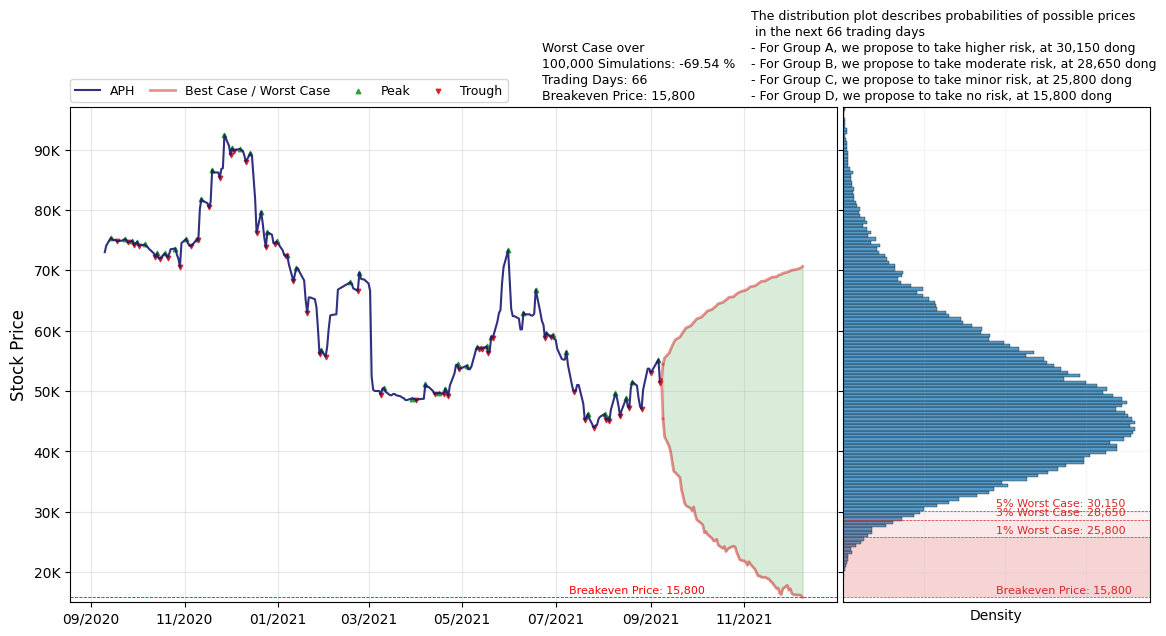 The distribution plot describes probabilities of possible prices
in the next 66 trading days
- For Group A, we propose to take higher risk, at 30,150 dong
- For Group B, we propose to take moderate risk, at 28,650 dong
- For Group C, we propose to take minor risk, at 25,800 dong
- For Group D, we propose to take no risk, at 15,800 dong
Worst Case over
100,000 Simulations: -69.54 %
Trading Days: 66
Breakeven Price: 15,800
APH
Best Case / Worst Case
Peak
Trough
Stock Price
90K
80K
70K
60K
50K
40K
30K
20K
Breakeven Price: 15,800
09/2020
11/2020
01/2021
03/2021
05/2021
07/2021
09/2021
11/2021
5% Worst Case: 30,150
3% Worst Case: 28,650
1% Worst Case: 25,800
Breakeven Price: 15,800
Density